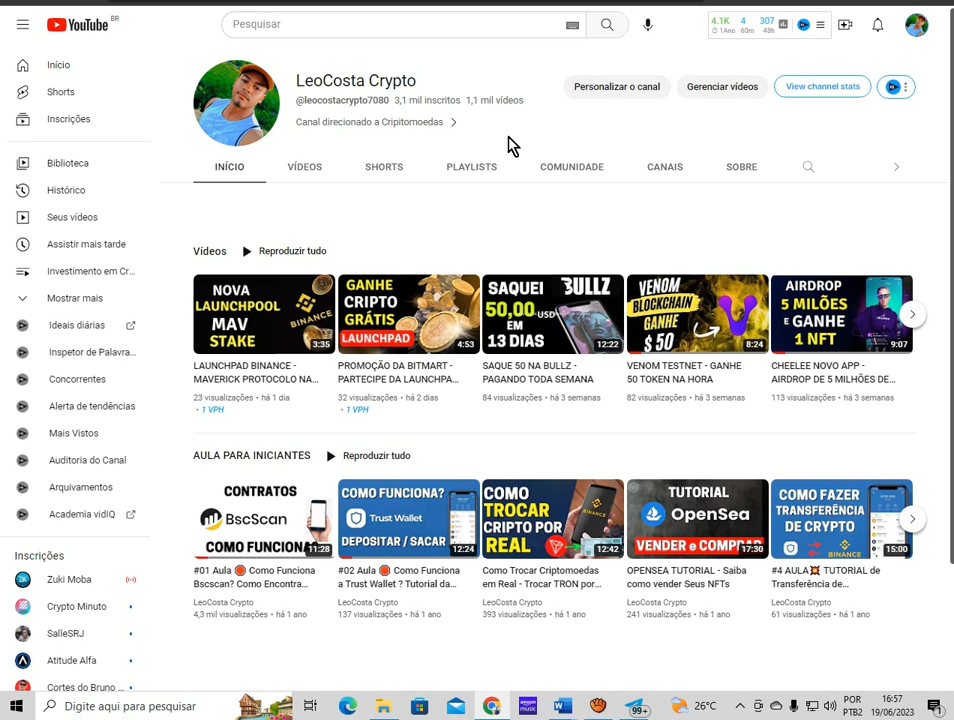 YouTube BR
Pesquisar
4.1K 4 307
1Ano 60m 48h
Início
Shorts
Inscrições
Biblioteca
Histórico
Seus vídeos
Assistir mais tarde
Investimento em Cr...
Mostrar mais
Ideais diárias
Inspetor de Palavra...
Concorrentes
Alerta de tendências
Mais Vistos
Auditoria do Canal
Arquivamentos
Academia vidIQ
Inscrições
Zuki Moba
Crypto Minuto
SalleSRJ
Atitude Alfa
Cortes do Bruno ...
LeoCosta Crypto
@leocostacrypto7080 3,1 mil inscritos 1,1 mil vídeos
Canal direcionado a Criptomoedas
Personalizar o canal
Gerenciar vídeos
View channel stats
INÍCIO VÍDEOS SHORTS PLAYLISTS COMUNIDADE CANAIS SOBRE
Vídeos Reproduzir tudo
NOVA
LAUNCHPOOL
MAV
STAKE
BINANCE
3:35
LAUNCHPAD BINANCE -
MAVERICK PROTOCOLO NA...
23 visualizações • há 1 dia
• 1 VPH
GANHE
CRIPTO
GRÁTIS
LAUNCHPAD
4:53
PROMOÇÃO DA BITMART -
PARTECIPE DA LAUNCHPA...
32 visualizações • há 2 dias
• 1 VPH
SAQUEI BULLZ
50,00 USD
EM
13 DIAS
12:22
SAQUE 50 NA BULLZ -
PAGANDO TODA SEMANA
84 visualizações • há 3 semanas
VENOM
BLOCKCHAIN
GANHE
$ 50
8:24
VENOM TESTNET - GANHE
50 TOKEN NA HORA
82 visualizações • há 3 semanas
AIRDROP
5 MILÕES
E GANHE
1 NFT
9:07
CHEELEE NOVO APP -
AIRDROP DE 5 MILHÕES DE...
113 visualizações • há 3 semanas
AULA PARA INICIANTES Reproduzir tudo
CONTRATOS
BscScan
COMO FUNCIONA?
11:28
#01 Aula 🔴 Como Funciona
Bscscan? Como Encontra...
LeoCosta Crypto
4,3 mil visualizações • há 1 ano
COMO FUNCIONA?
Trust Wallet
DEPOSITAR / SACAR
12:24
#02 Aula 🔴 Como Funciona
a Trust Wallet ? Tutorial da...
LeoCosta Crypto
137 visualizações • há 1 ano
COMO
TROCAR
CRIPTO POR
REAL
BINANCE
12:42
Como Trocar Criptomoedas
em Real - Trocar TRON por...
LeoCosta Crypto
393 visualizações • há 1 ano
TUTORIAL
OpenSea
VENDER e COMPRAR
17:30
OPENSEA TUTORIAL - Saiba
como vender Seus NFTs
LeoCosta Crypto
241 visualizações • há 1 ano
COMO FAZER
TRANSFERÊNCIA
DE CRYPTO
BINANCE
15:00
#4 AULA💥 TUTORIAL de
Transferência de...
LeoCosta Crypto
61 visualizações • há 1 ano
Digite aqui para pesquisar
amazon music
99+
26°C
POR
PTB2
16:57
19/06/2023
1